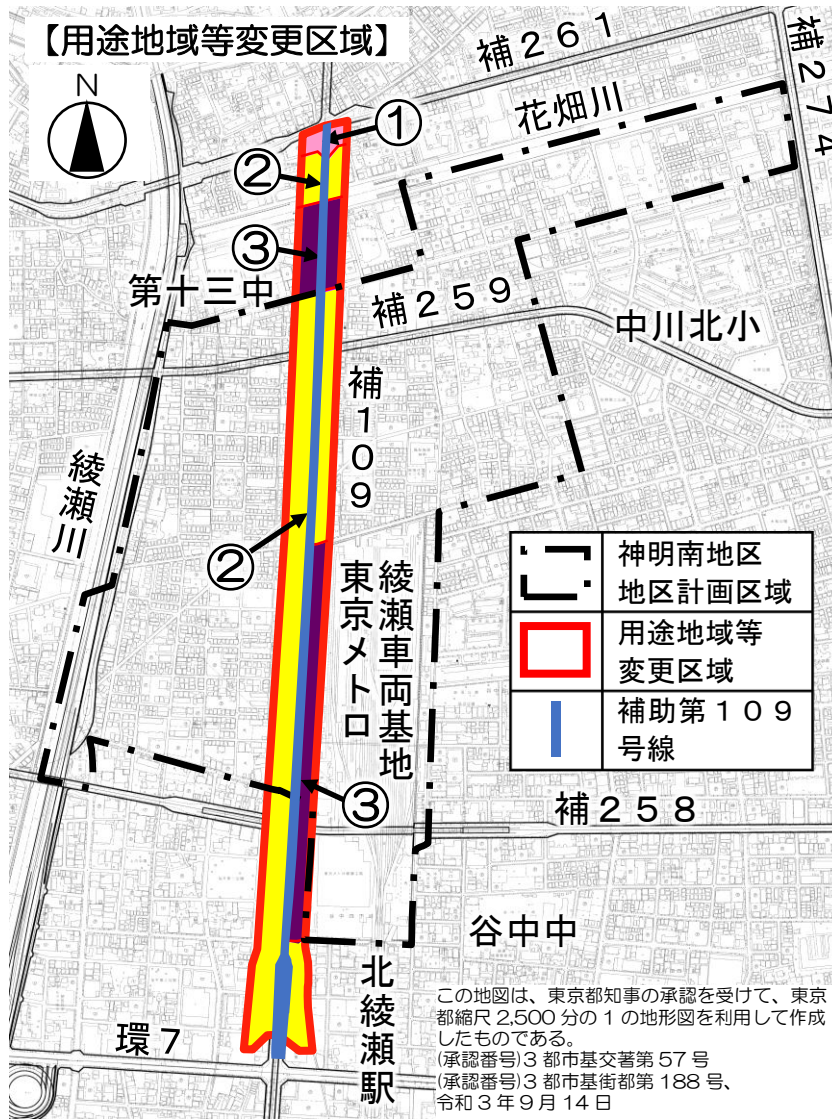 【用途地域等変更区域】
N
補261
補274
花畑川
①
②
③
第十三中
補259
中川北小
補109
綾瀬川
②
綾瀬車両基地
東京メトロ
神明南地区
地区計画区域
用途地域等
変更区域
補助第109
号線
③
補258
谷中中
北綾瀬駅
環7
この地図は、東京都知事の承認を受けて、東京
都縮尺2,500分の1の地形図を利用して作成
したものである。
(承認番号)3都市基交著第57号
(承認番号)3都市基街都第188号、
令和3年9月14日